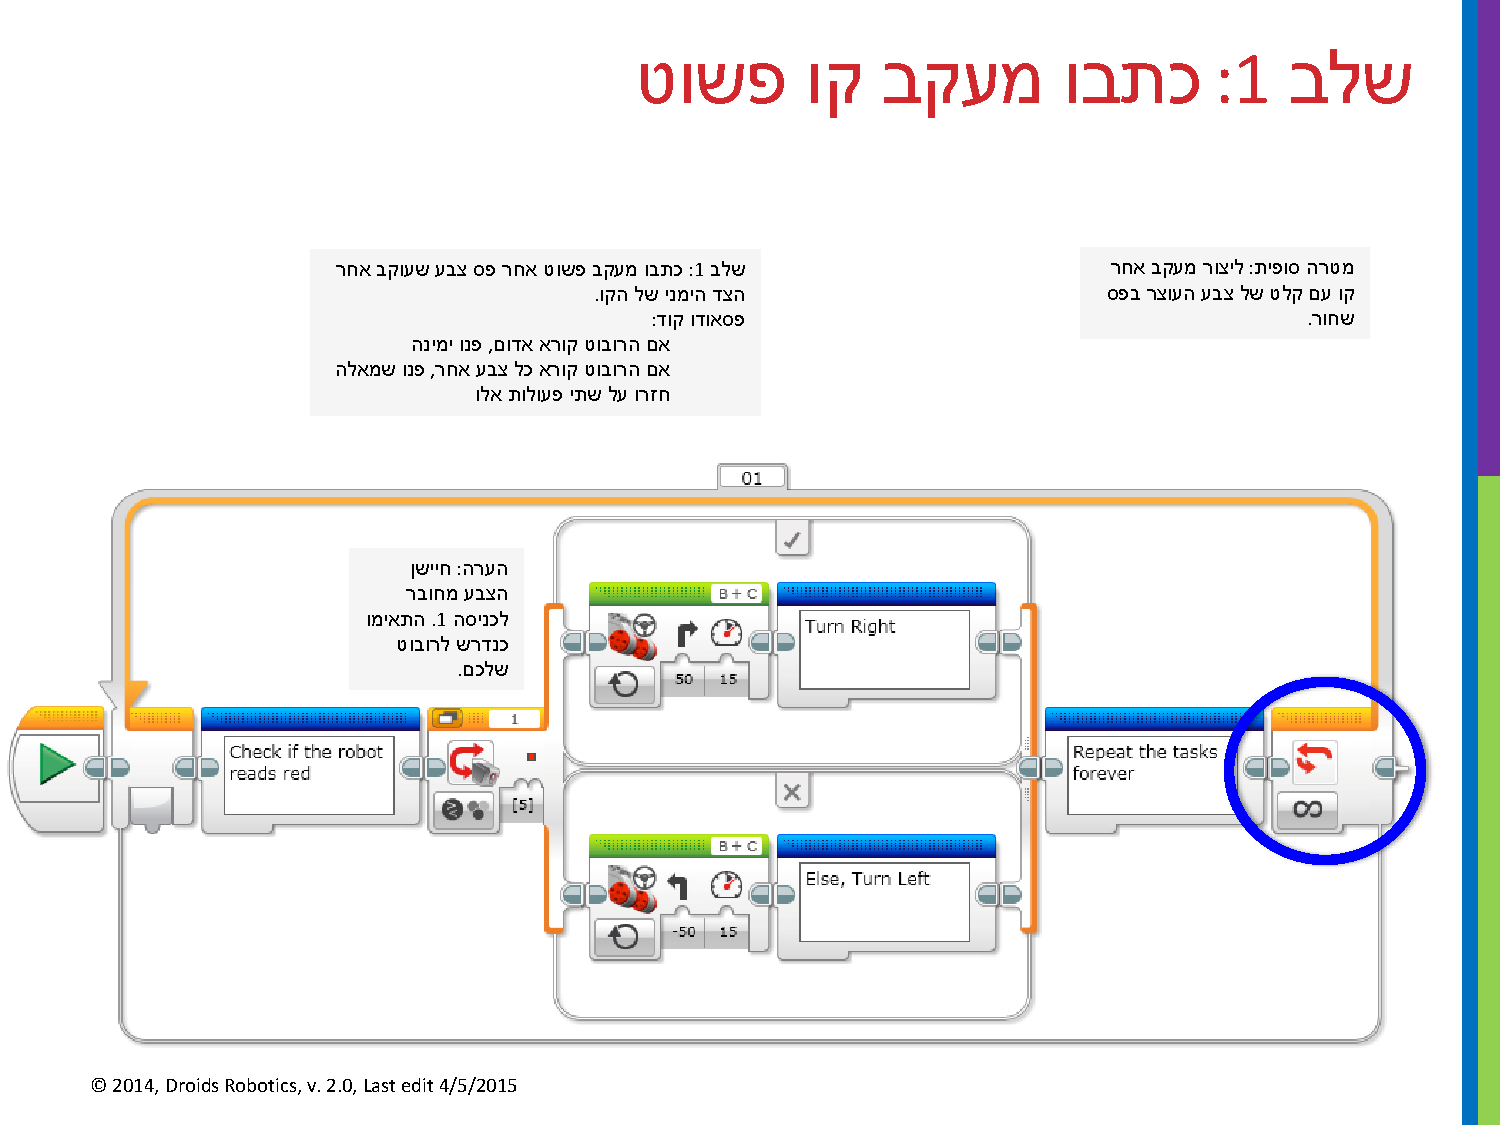 שלב 1: כתבו מעקב קו פשוט
מטרה סופית: ליצור מעקב אחר
קו עם קלט של צבע העוצר בפס
שחור.
שלב 1: כתבו מעקב פשוט אחר פס צבע שעוקב אחר
הצד הימני של הקו.
פסאודו קוד:
אם הרובוט קורא אדום, פנו ימינה
אם הרובוט קורא כל צבע אחר, פנו שמאלה
חזרו על שתי פעולות אלו
01
הערה: חיישן
הצבע מחובר
לכניסה 1. התאימו
כנדרש לרובוט
שלכם.
B + C
Turn Right
50 15
Check if the robot
reads red
1
[5]
Repeat the tasks
forever
B + C
Else, Turn Left
-50 15
© 2014, Droids Robotics, v. 2.0, Last edit 4/5/2015